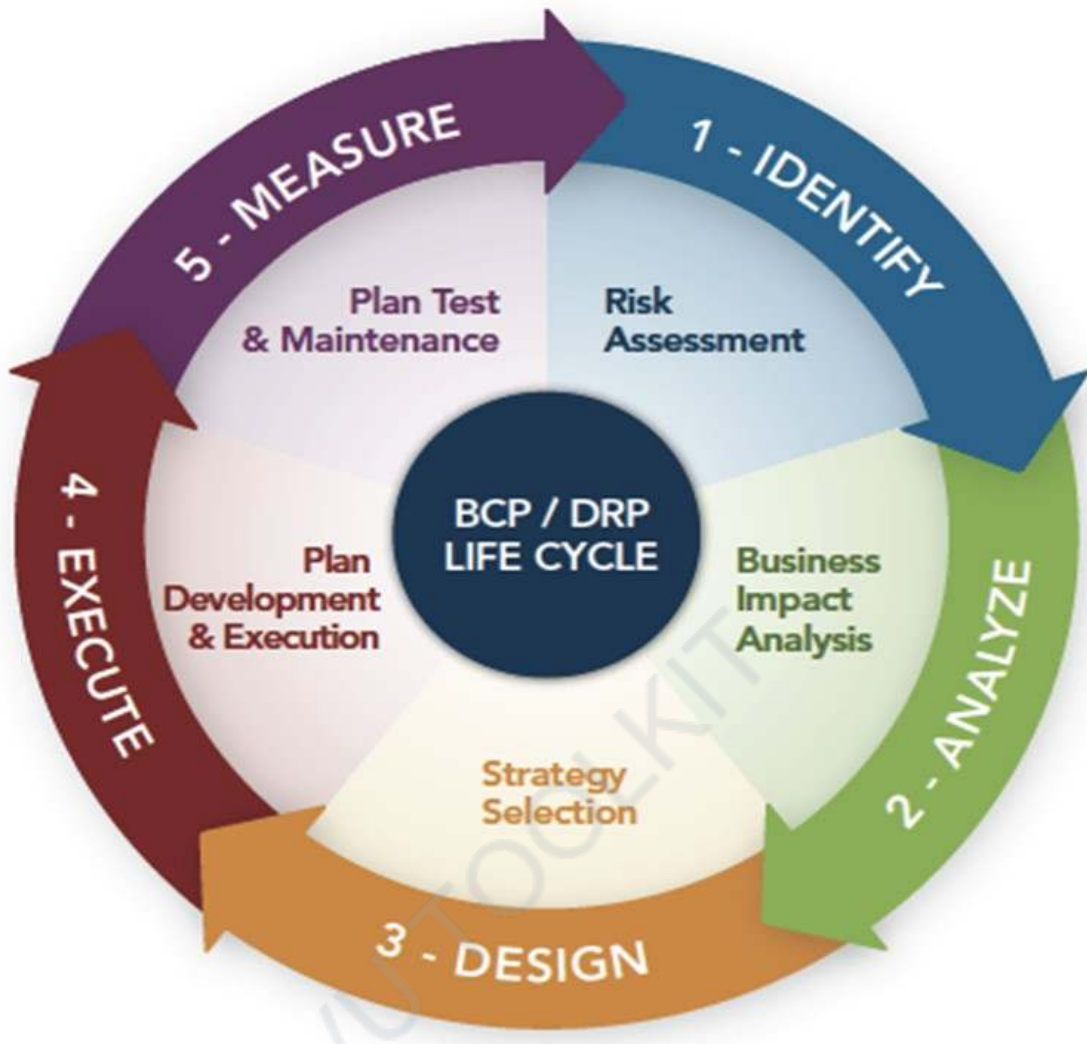 5 - MEASURE
1 - IDENTIFY
Plan Test
& Maintenance
Risk
Assessment
BCP / DRP
LIFE CYCLE
4 - EXECUTE
Plan
Development
& Execution
Business
Impact
Analysis
2 - ANALYZE
Strategy
Selection
3 - DESIGN
UTOOLKIT